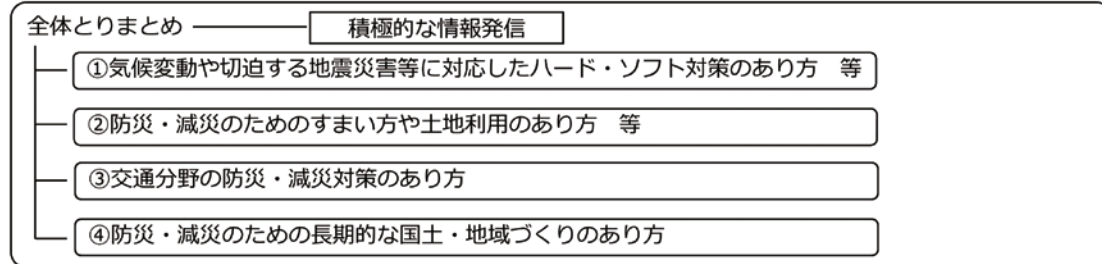 全体とりまとめ
積極的な情報発信
①気候変動や切迫する地震災害等に対応したハード・ソフト対策のあり方　等
②防災・減災のためのすまい方や土地利用のあり方　等
③交通分野の防災・減災対策のあり方
④防災・減災のための長期的な国土・地域づくりのあり方